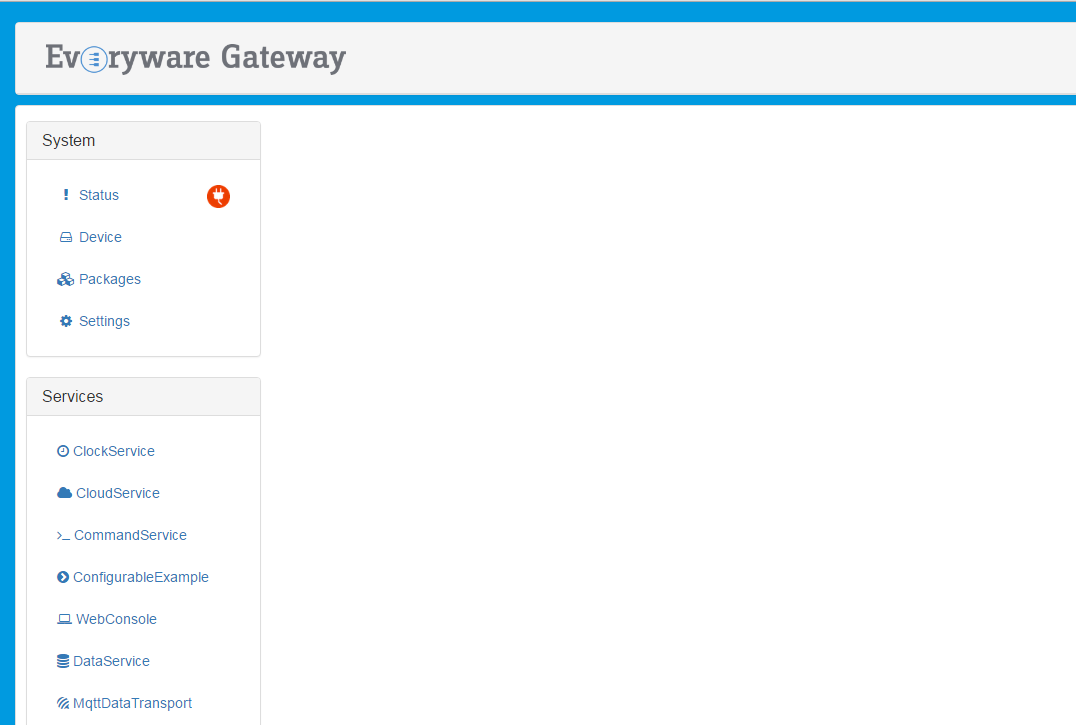 Everyware Gateway
System
Status
Device
Packages
Settings
Services
ClockService
CloudService
CommandService
ConfigurableExample
WebConsole
DataService
MqttDataTransport